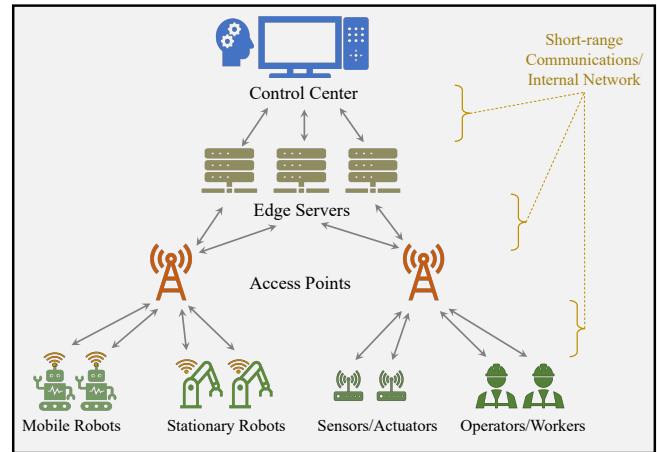 Short-range
Communications/
Internal Network
Control Center
Edge Servers
Access Points
Mobile Robots
Stationary Robots
Sensors/Actuators
Operators/Workers